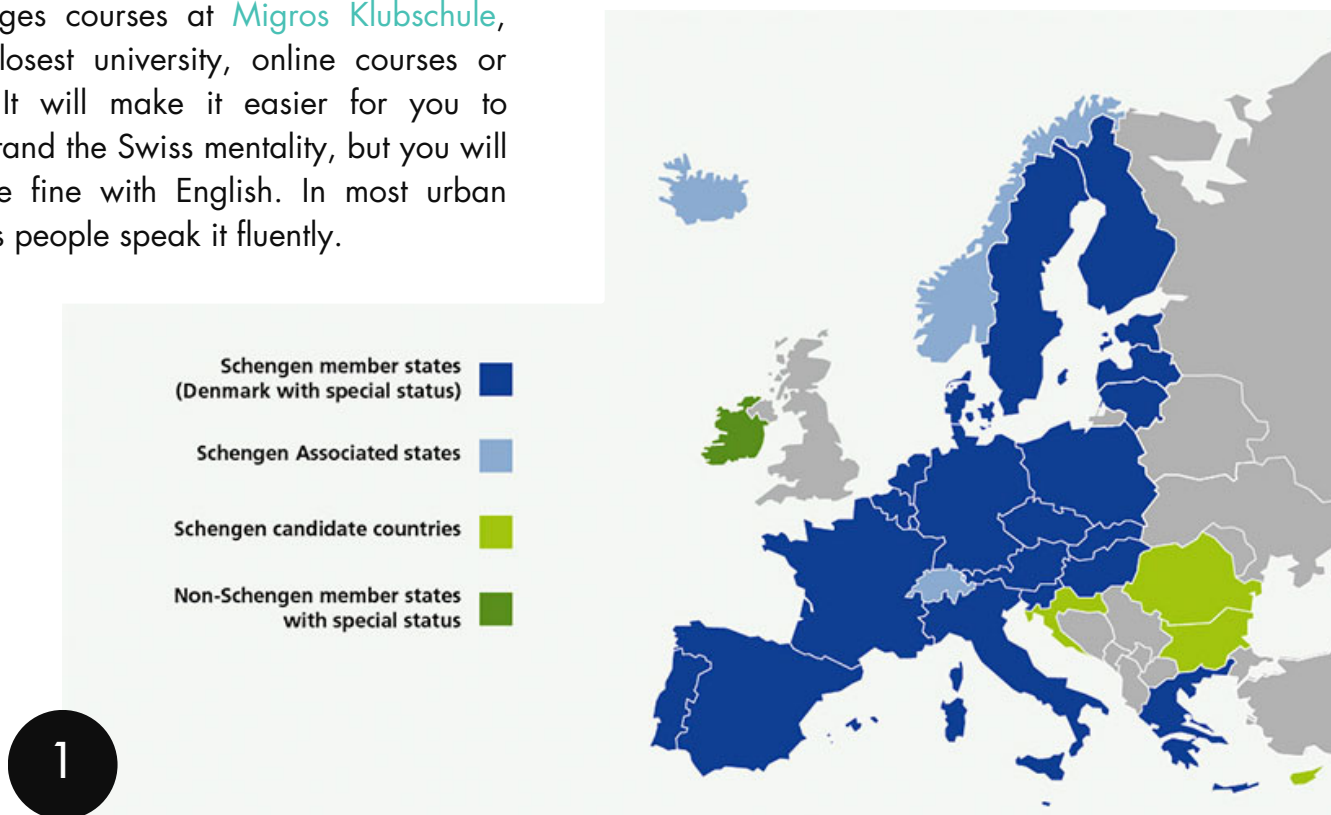 ges courses at Migros Klubschule,
losest university, online courses or
It will make it easier for you to
and the Swiss mentality, but you will
fine with English. In most urban
people speak it fluently.
Schengen member states
(Denmark with special status)
Schengen Associated states
Schengen candidate countries
Non-Schengen member states
with special status
1